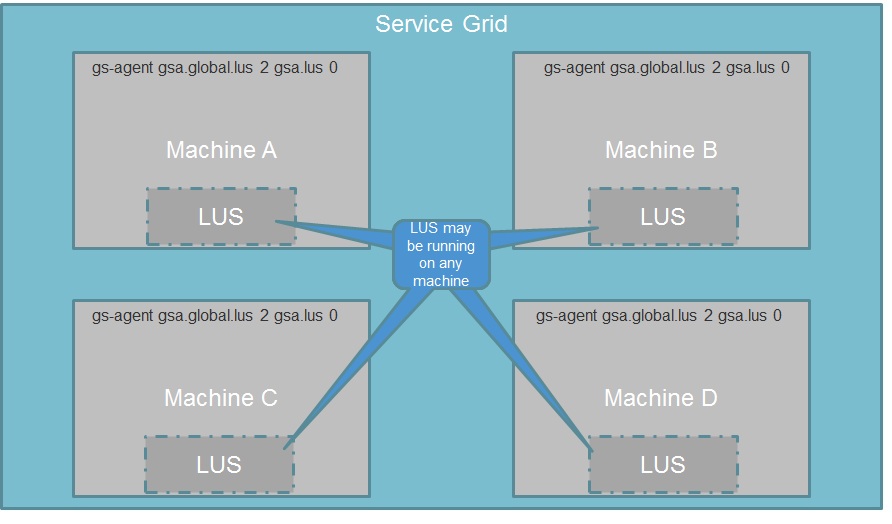 Service Grid
gs-agent gsa.global.lus 2 gsa.lus 0
Machine A
LUS
gs-agent gsa.global.lus 2 gsa.lus 0
Machine B
LUS
LUS may
be running
on any
machine
gs-agent gsa.global.lus 2 gsa.lus 0
Machine C
LUS
gs-agent gsa.global.lus 2 gsa.lus 0
Machine D
LUS